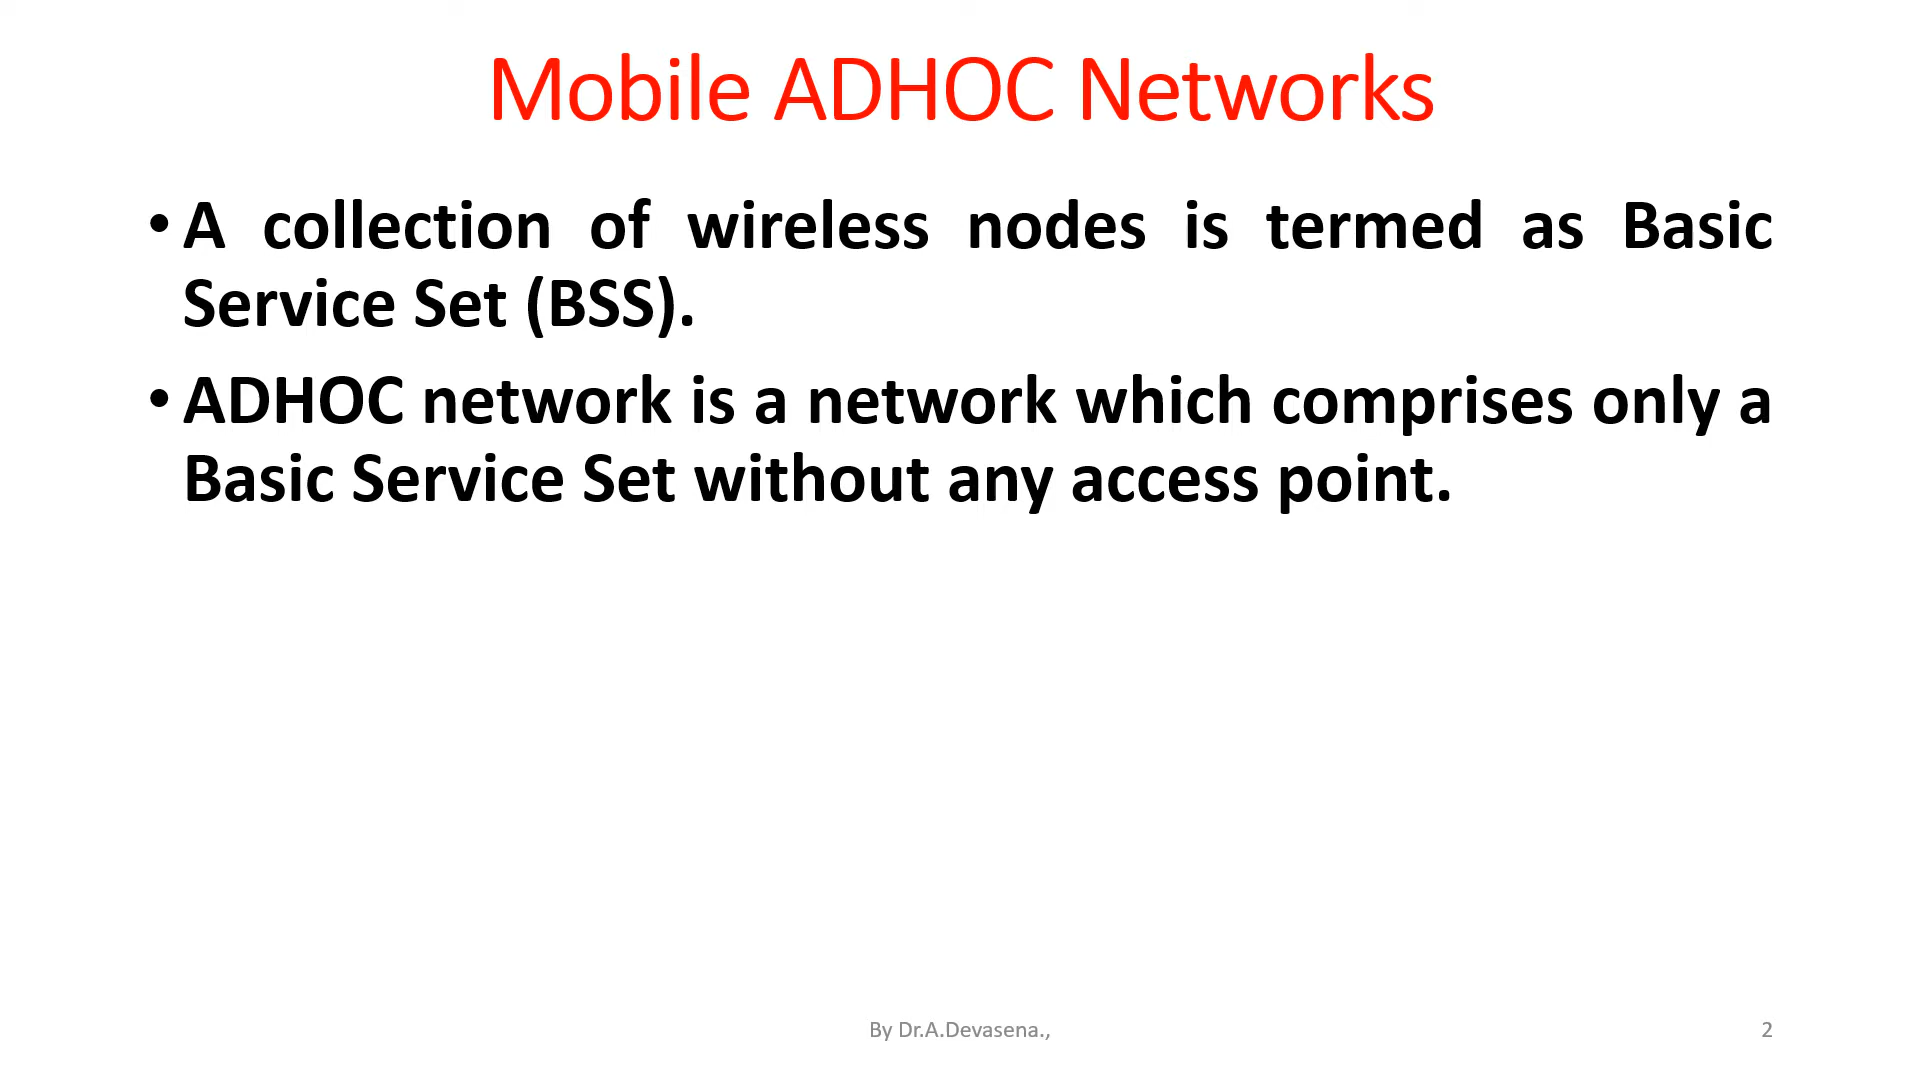 Mobile ADHOC Networks
• A collection of wireless nodes is termed as Basic
Service Set (BSS).
• ADHOC network is a network which comprises only a
Basic Service Set without any access point.
By Dr.A.Devasena.,
2